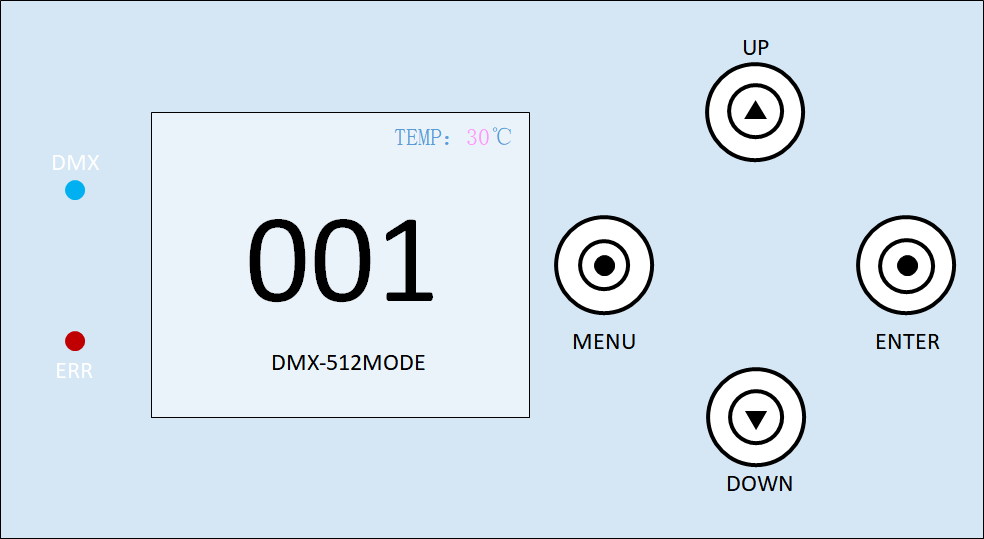 UP
TEMP: 30℃
DMX
001
MENU
ENTER
DMX-512MODE
ERR
DOWN